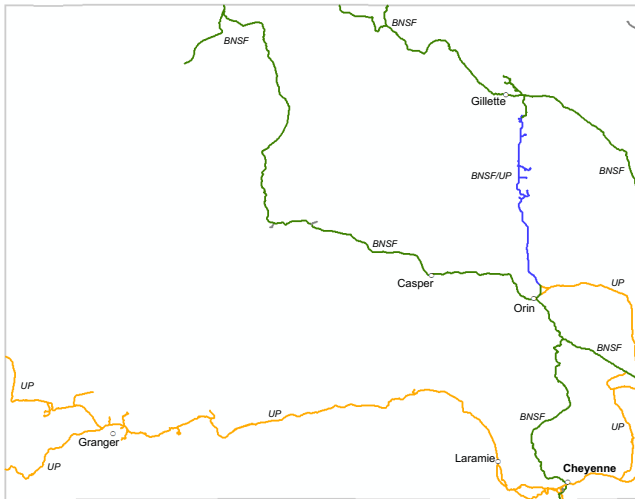 BNSF
BNSF
Gillette
BNSF/UP
BNSF
BNSF
Casper
UP
Orin
BNSF
UP
UP
BNSF
UP
Granger
Laramie
UP
Cheyenne